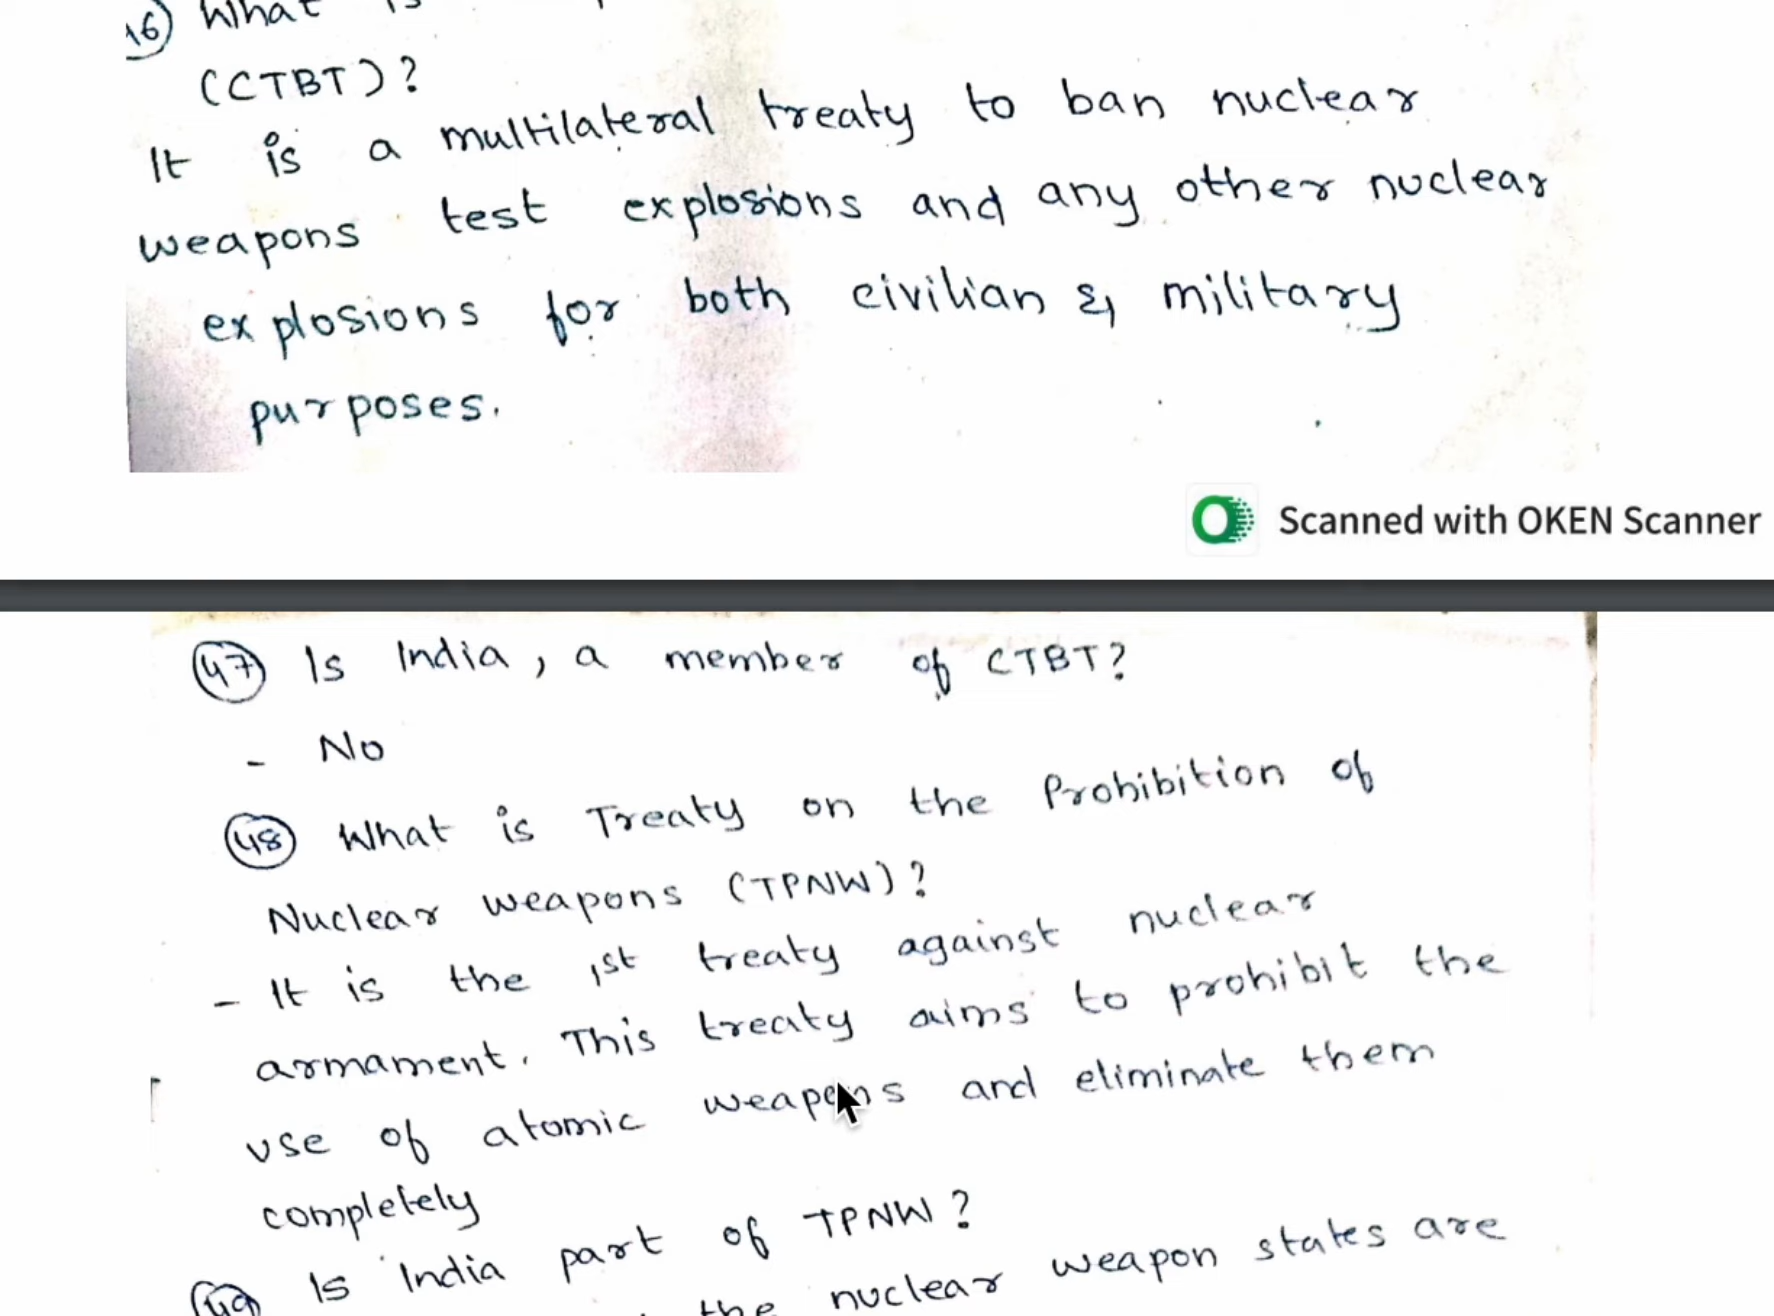 16) What is
(CTBT)?
It is a multilateral treaty to ban nuclear
weapons test explosions and any other nuclear
explosions for both civilian & military
purposes.
Scanned with OKEN Scanner
47 Is India, a member of CTBT?
- No
48 What is Treaty on the Prohibition of
Nuclear weapons (TPNW)?
- It is the 1st treaty against nuclear
armament. This treaty aims to prohibit the
use of atomic weapons and eliminate them
completely
49 Is India part of TPNW?
the nuclear weapon states are